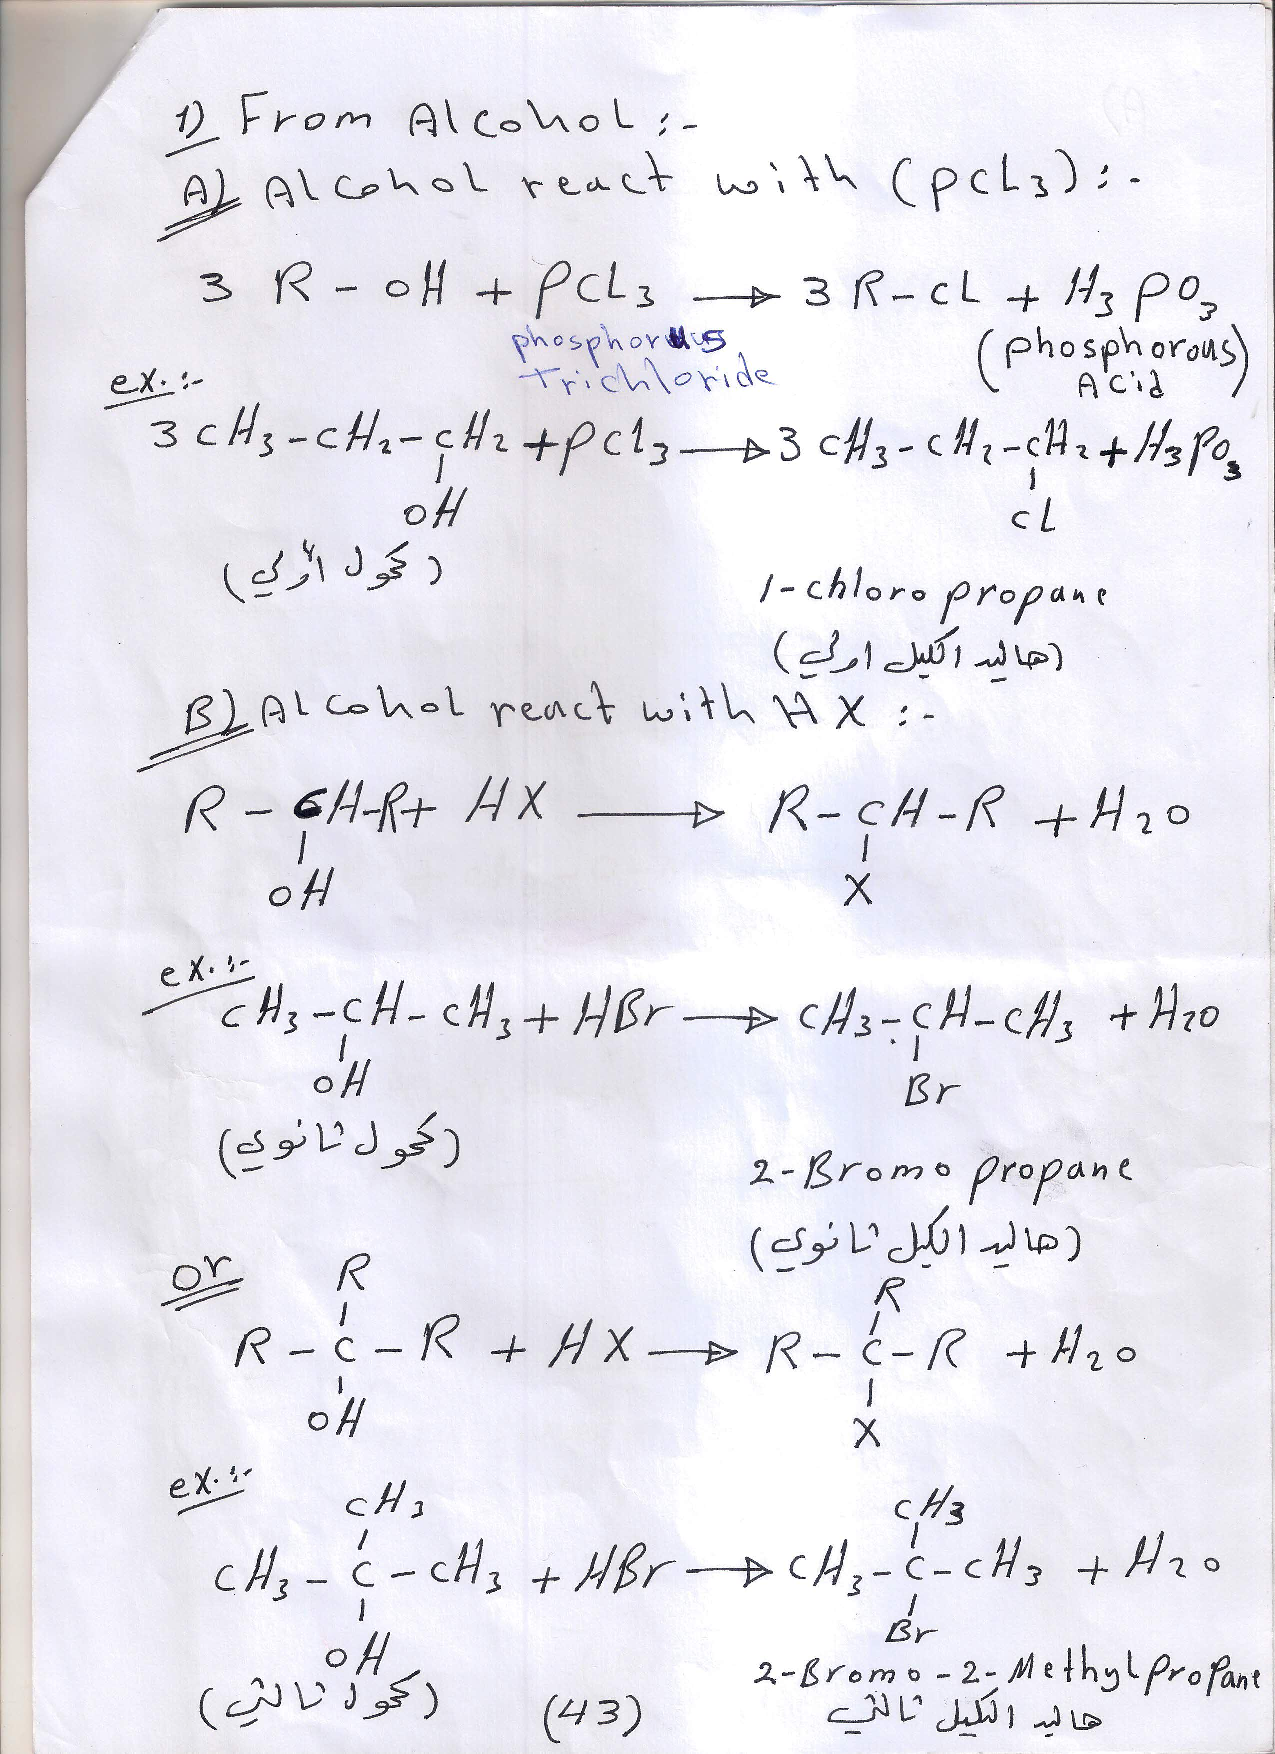 1) From Alcohol :-
A) Alcohol react with (PCL3) :-
3 R - OH + PCL3 → 3 R - CL + H3PO3
phosphorus (phosphorous)
Trichloride Acid
ex. :-
3 CH3 - CH2 - CH2 + PCl3 → 3 CH3 - CH2 - CH2 + H3PO3
OH CL
(كحول أولي)
1-chloro propane
(هاليد الكيل اولي)
B) Alcohol react with HX :-
R - CH-R + HX → R - CH - R + H2O
OH X
ex. :-
CH3 - CH - CH3 + HBr → CH3 - CH - CH3 + H2O
OH Br
(كحول ثانوي)
2-Bromo propane
(هاليد الكيل ثانوي)
or R R
R - C - R + HX → R - C - R + H2O
OH X
ex. :-
CH3 CH3
CH3 - C - CH3 + HBr → CH3 - C - CH3 + H2O
OH Br
2-Bromo-2-Methyl propane
(كحول ثالثي) (43) هاليد الكيل ثالثي